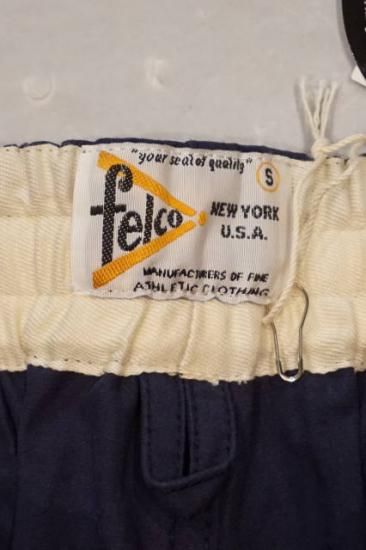 "your seal of quality"
S
felco
NEW YORK
U.S.A.
MANUFACTURERS OF FINE
ATHLETIC CLOTHING